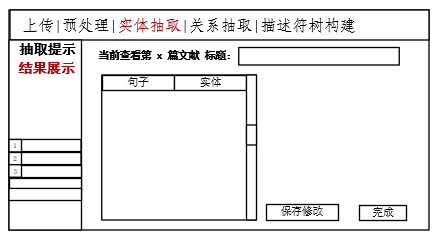 上传|预处理|实体抽取|关系抽取|描述符树构建
抽取提示
结果展示
当前查看第 x 篇文献 标题：
句子 实体
1
2
3
保存修改 完成